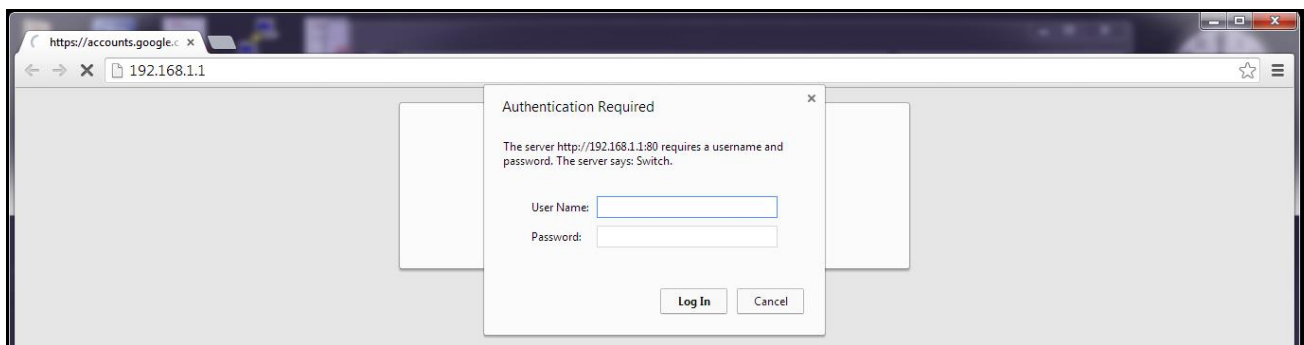 https://accounts.google.c
192.168.1.1
Authentication Required
The server http://192.168.1.1:80 requires a username and
password. The server says: Switch.
User Name:
Password:
Log In Cancel